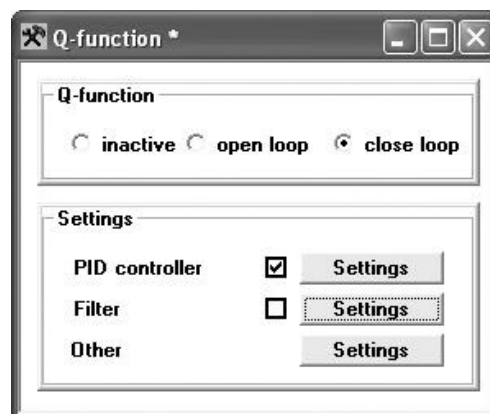 Q-function *
Q-function
inactive open loop close loop
Settings
PID controller Settings
Filter Settings
Other Settings